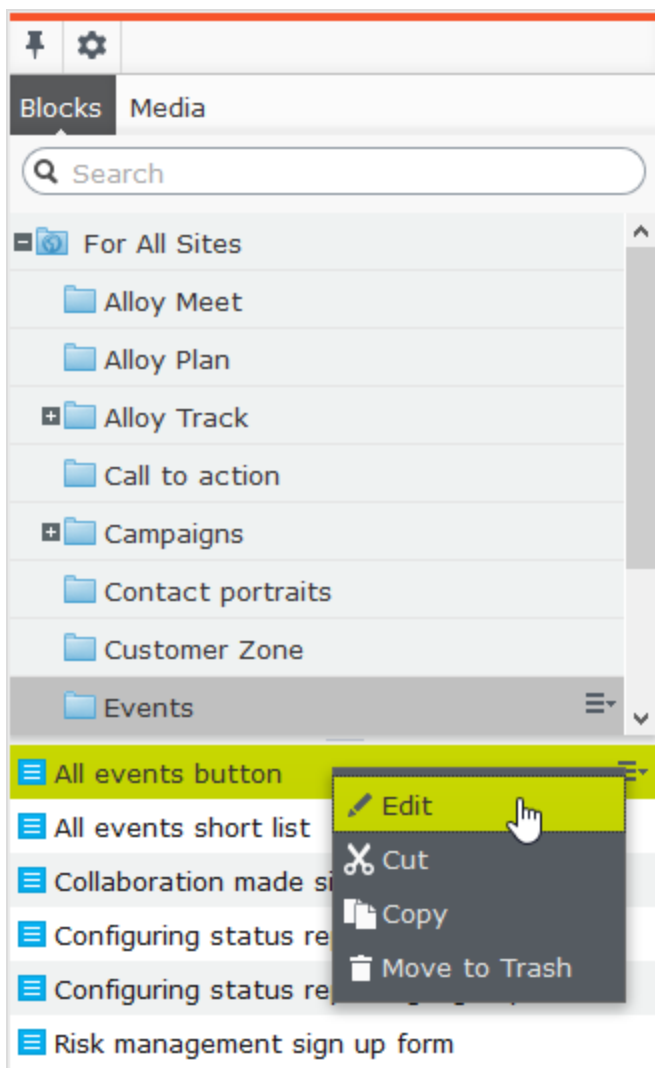 Blocks Media
Search
For All Sites
Alloy Meet
Alloy Plan
Alloy Track
Call to action
Campaigns
Contact portraits
Customer Zone
Events
All events button
Edit
All events short list
Cut
Collaboration made
Copy
Configuring status
Move to Trash
Configuring status
Risk management sign up form